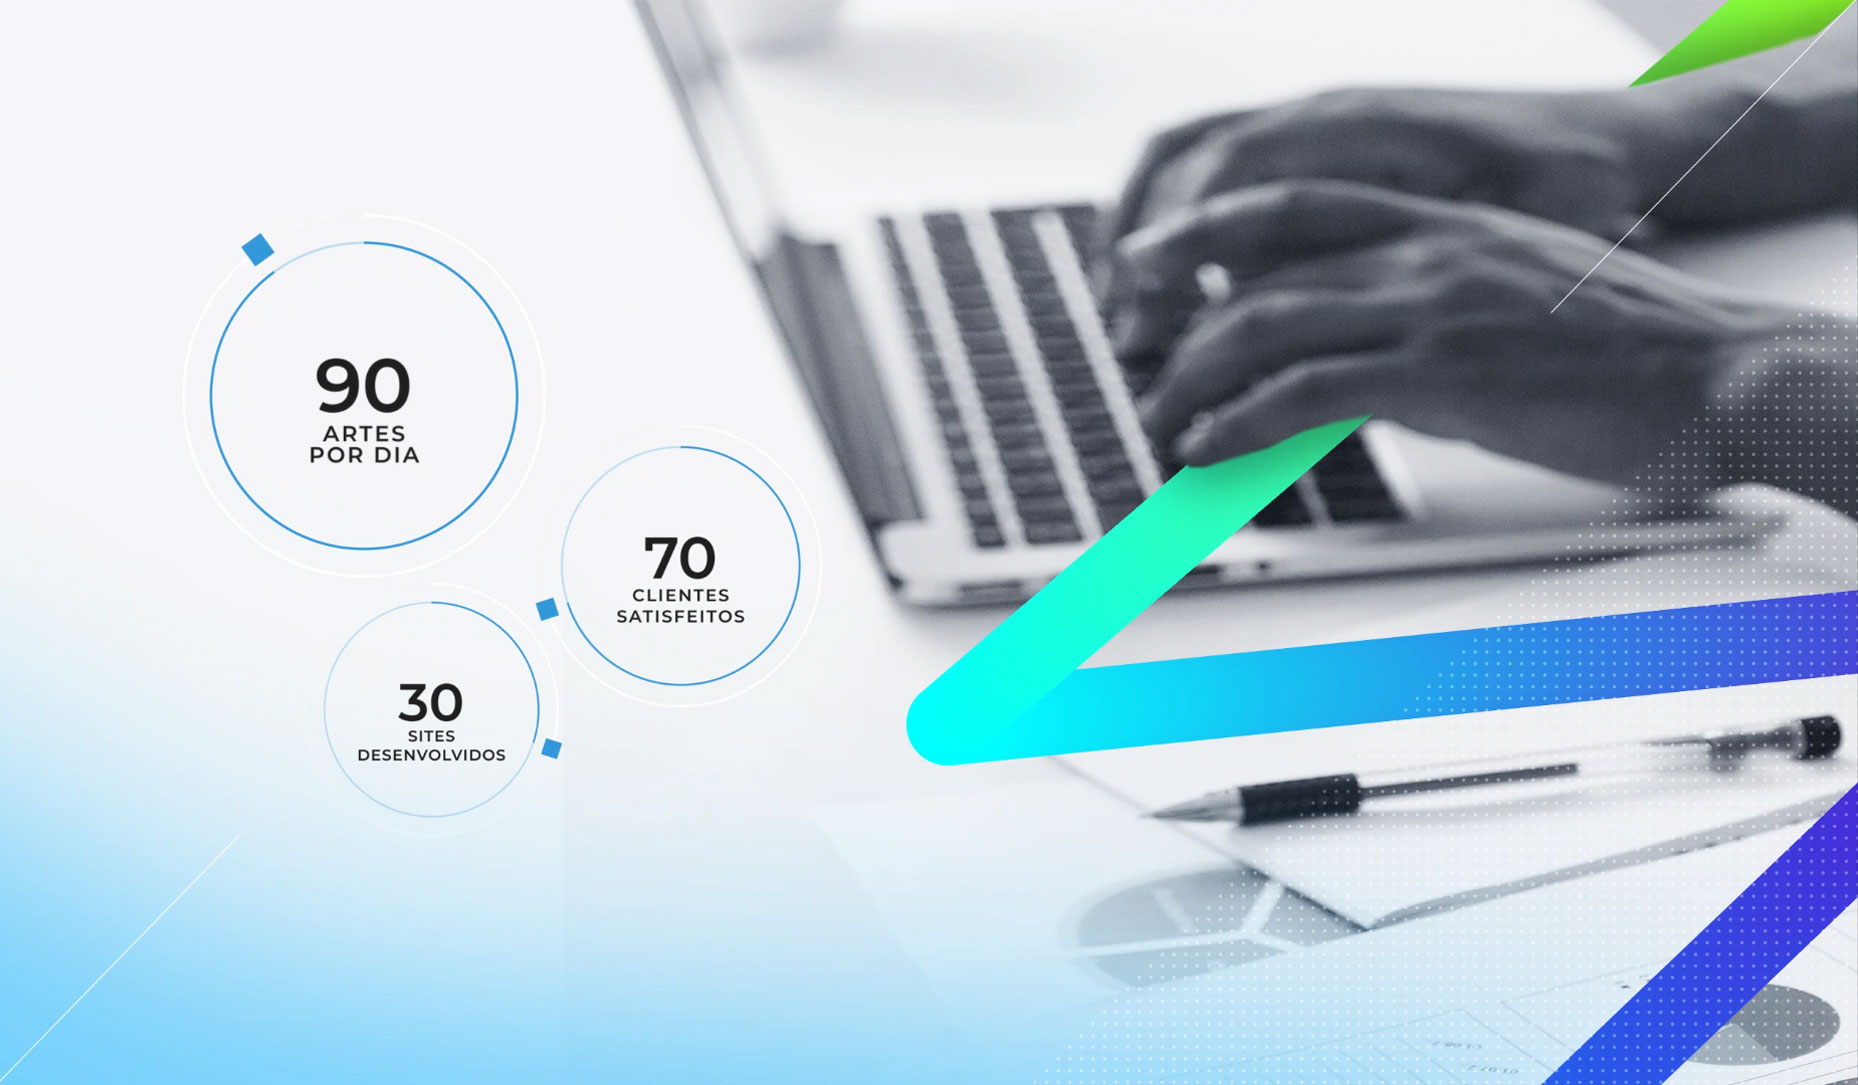 90
ARTES
POR DIA
70
CLIENTES
SATISFEITOS
30
SITES
DESENVOLVIDOS